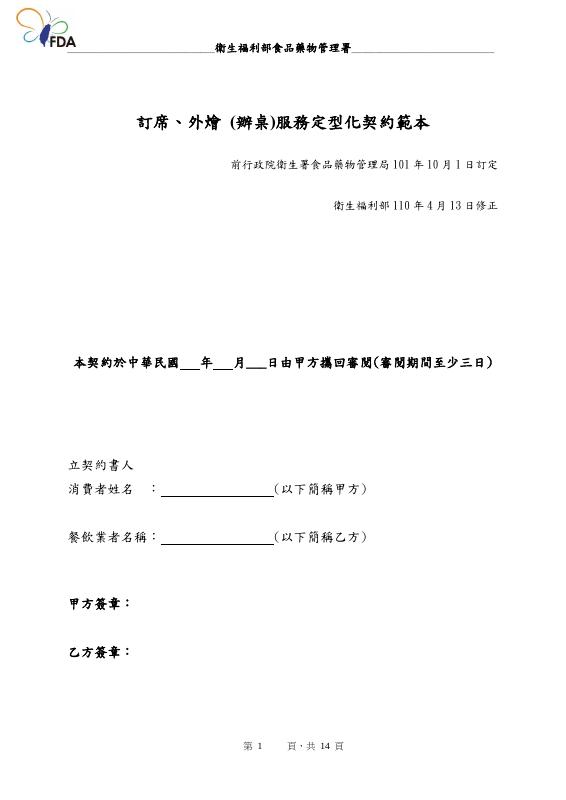 FDA
衛生福利部食品藥物管理署
訂席、外燴 (辦桌)服務定型化契約範本
前行政院衛生署食品藥物管理局 101 年 10 月 1 日訂定
衛生福利部 110 年 4 月 13 日修正
本契約於中華民國___年___月___日由甲方攜回審閱(審閱期間至少三日)
立契約書人
消費者姓名 ：________________(以下簡稱甲方)
餐飲業者名稱：________________(以下簡稱乙方)
甲方簽章：
乙方簽章：
第 1 頁，共 14 頁